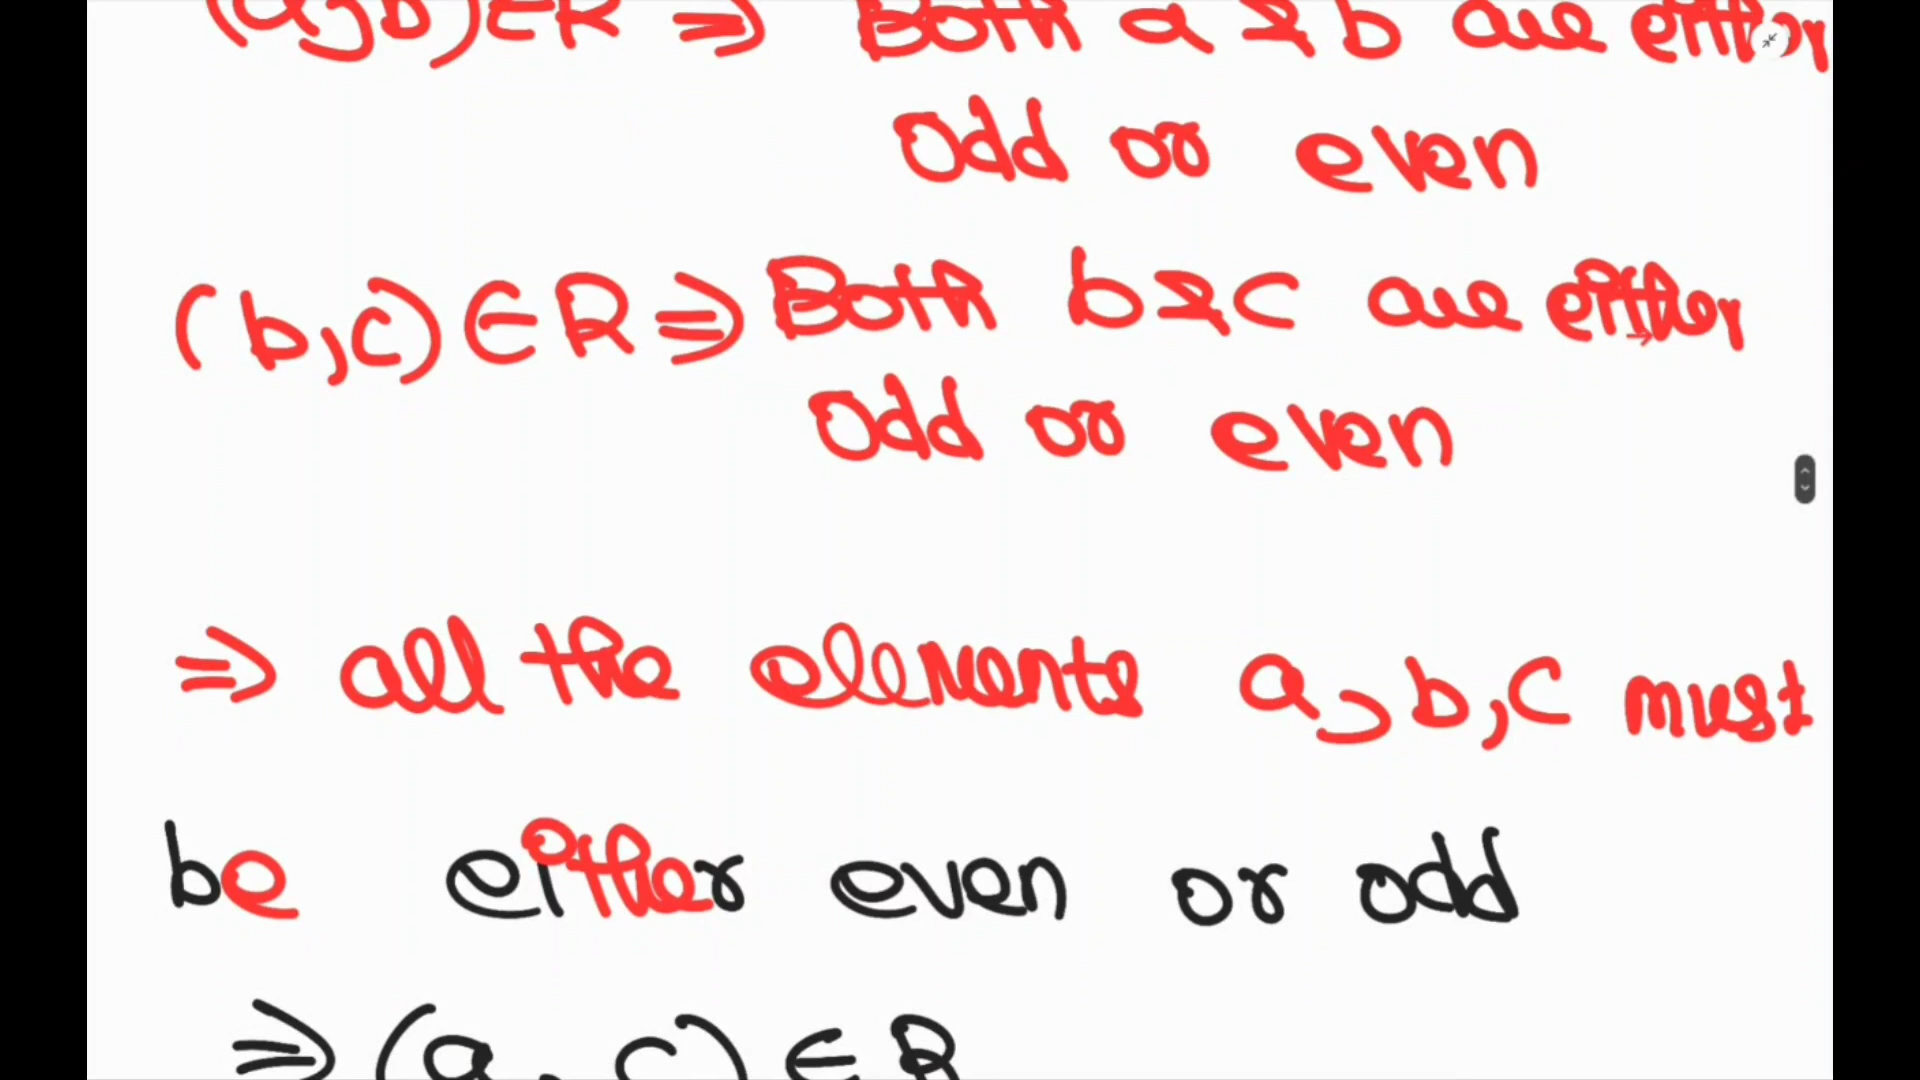 (a,b)∈R ⇒ Both a & b are either
odd or even
(b,c)∈R ⇒ Both b & c are either
odd or even
⇒ all the elements a,b,c must
be either even or odd
⇒ (a,c)∈R